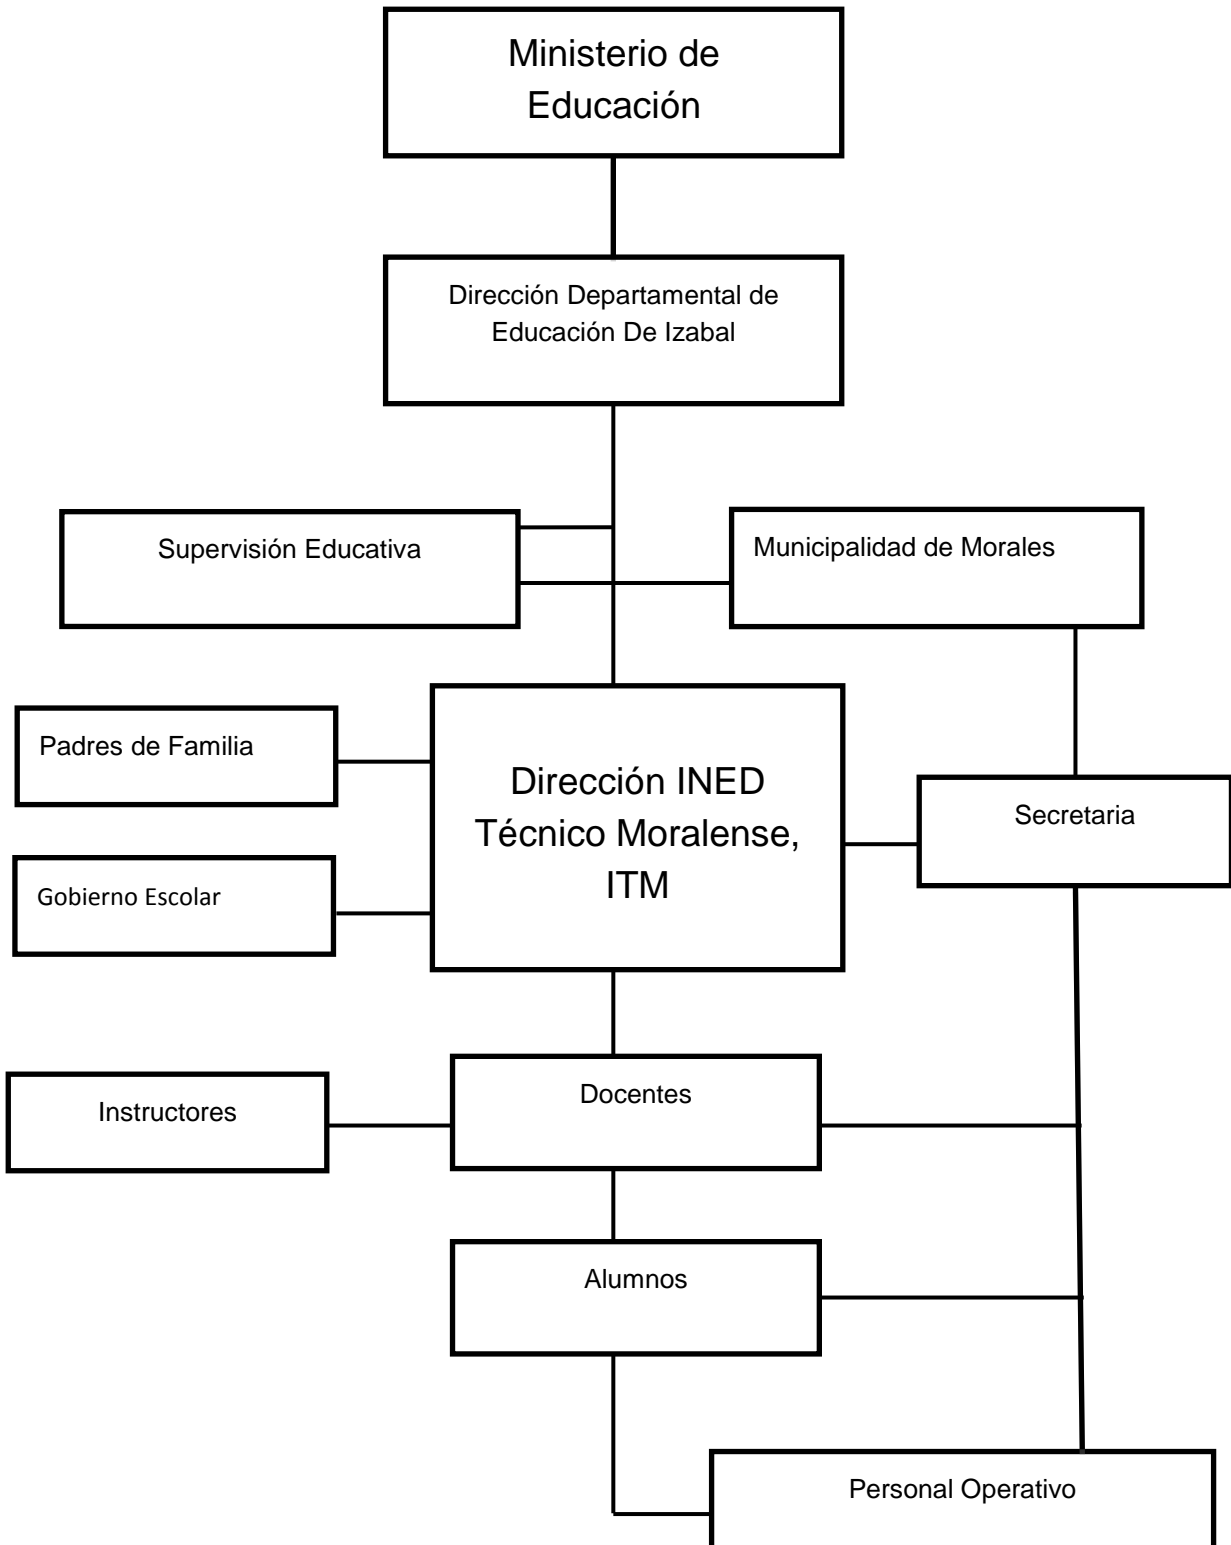 Ministerio de
Educación
Dirección Departamental de
Educación De Izabal
Supervisión Educativa
Municipalidad de Morales
Padres de Familia
Dirección INED
Técnico Moralense,
ITM
Secretaria
Gobierno Escolar
Instructores
Docentes
Alumnos
Personal Operativo